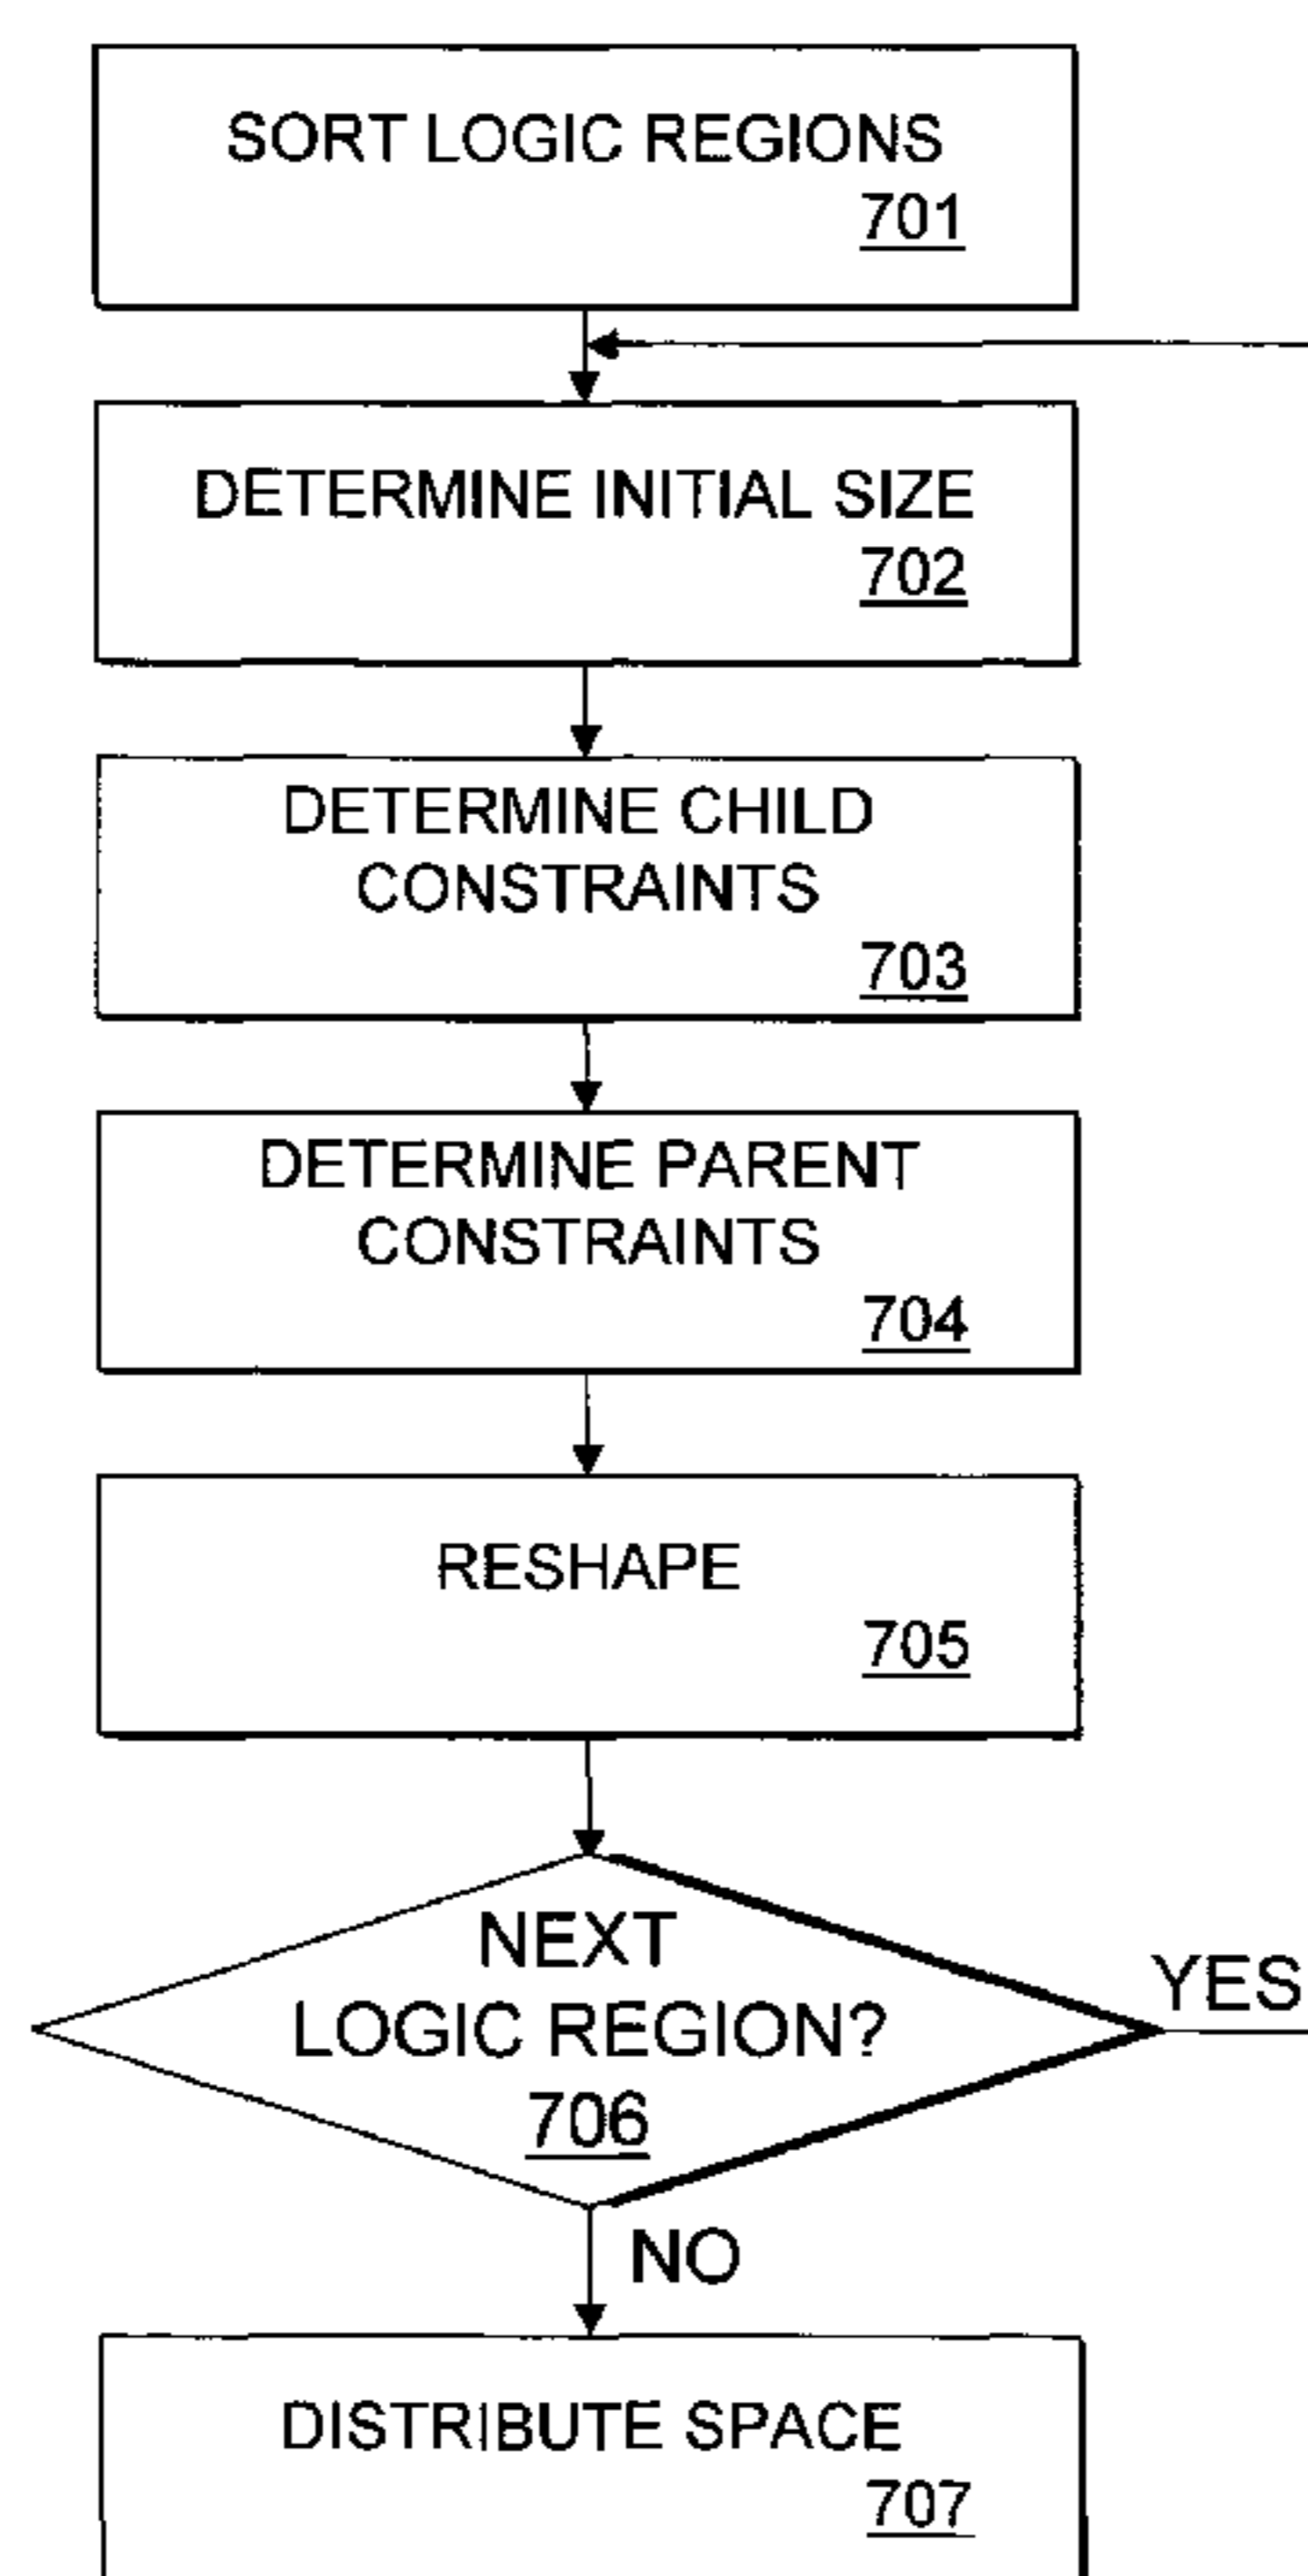 SORT LOGIC REGIONS
701
DETERMINE INITIAL SIZE
702
DETERMINE CHILD
CONSTRAINTS
703
DETERMINE PARENT
CONSTRAINTS
704
RESHAPE
705
NEXT
LOGIC REGION?
706
YES
NO
DISTRIBUTE SPACE
707